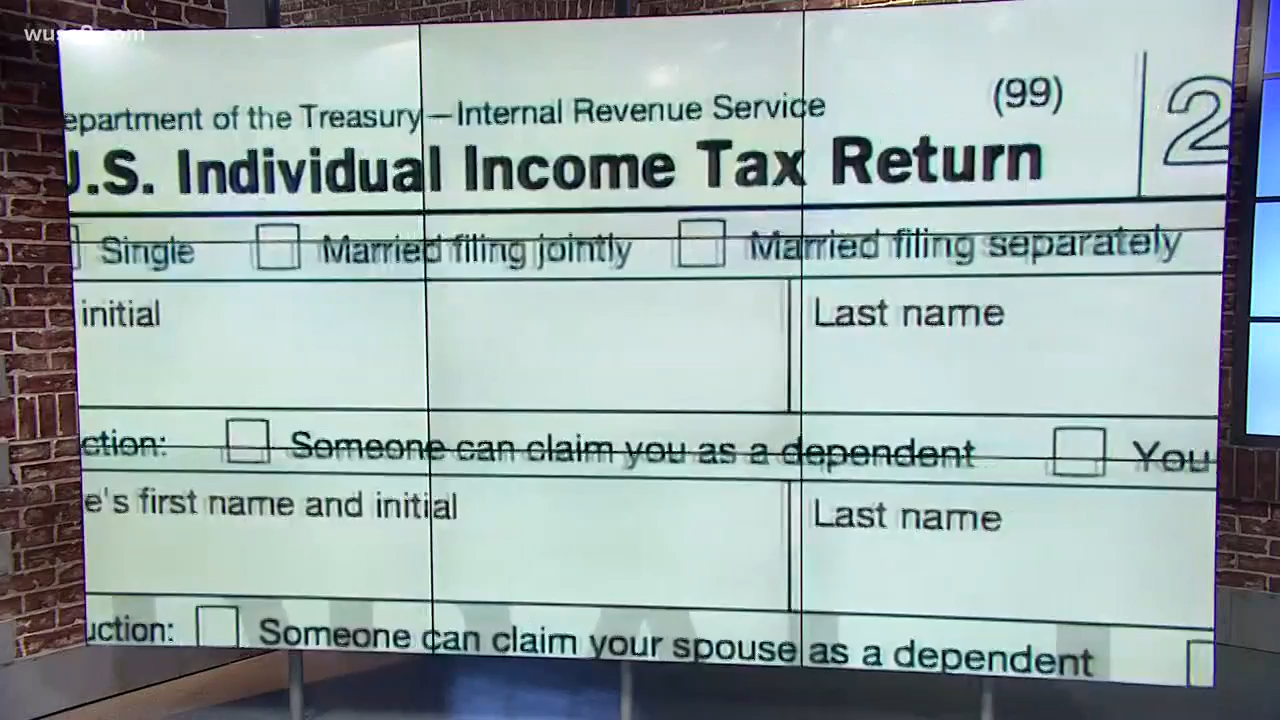 wusa9.com
epartment of the Treasury—Internal Revenue Service (99)
U.S. Individual Income Tax Return 2
Single Married filing jointly Married filing separately
initial Last name
ction: Someone can claim you as a dependent You
e's first name and initial Last name
uction: Someone can claim your spouse as a dependent